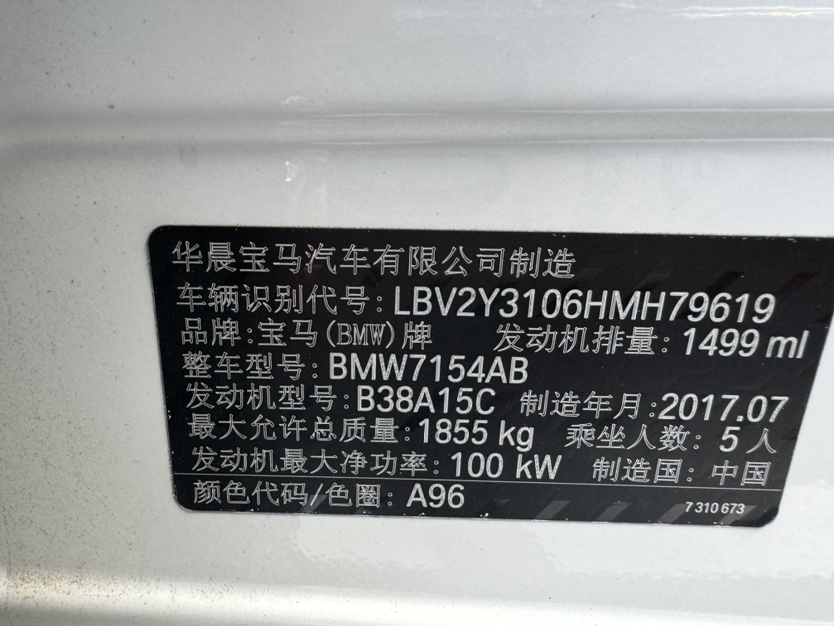 华晨宝马汽车有限公司制造
车辆识别代号: LBV2Y3106HMH79619
品牌: 宝马(BMW)牌 发动机排量: 1499 ml
整车型号: BMW7154AB
发动机型号: B38A15C 制造年月: 2017.07
最大允许总质量: 1855 kg 乘坐人数: 5 人
发动机最大净功率: 100 kW 制造国: 中国
颜色代码/色圈: A96 7 310 673